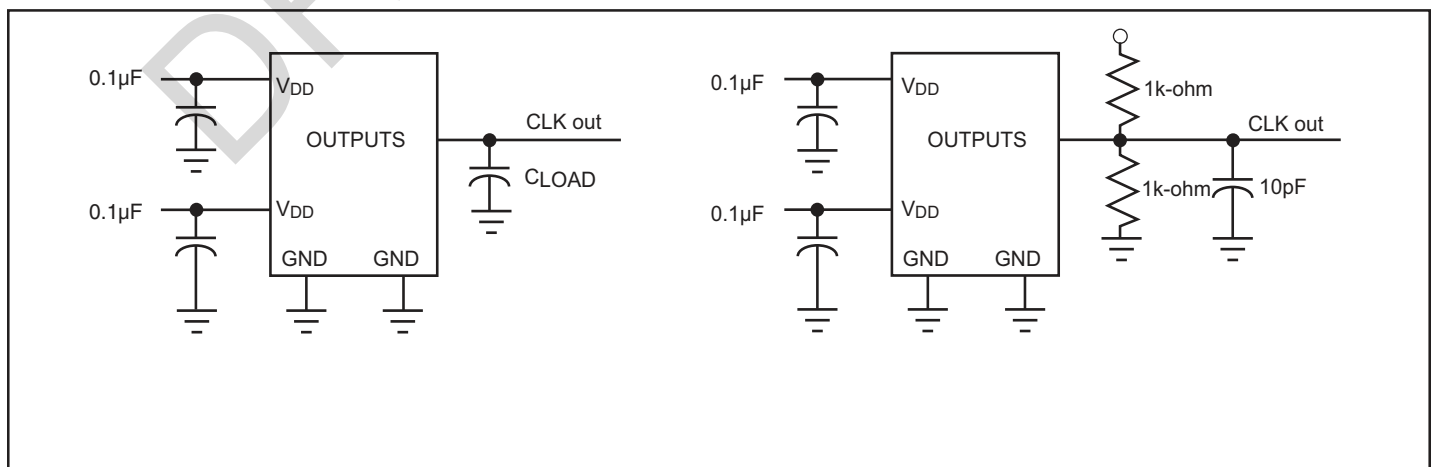 0.1µF
VDD
OUTPUTS
CLK out
CLOAD
0.1µF
VDD
GND GND
0.1µF
VDD
OUTPUTS
1k-ohm
CLK out
1k-ohm
10pF
0.1µF
VDD
GND GND